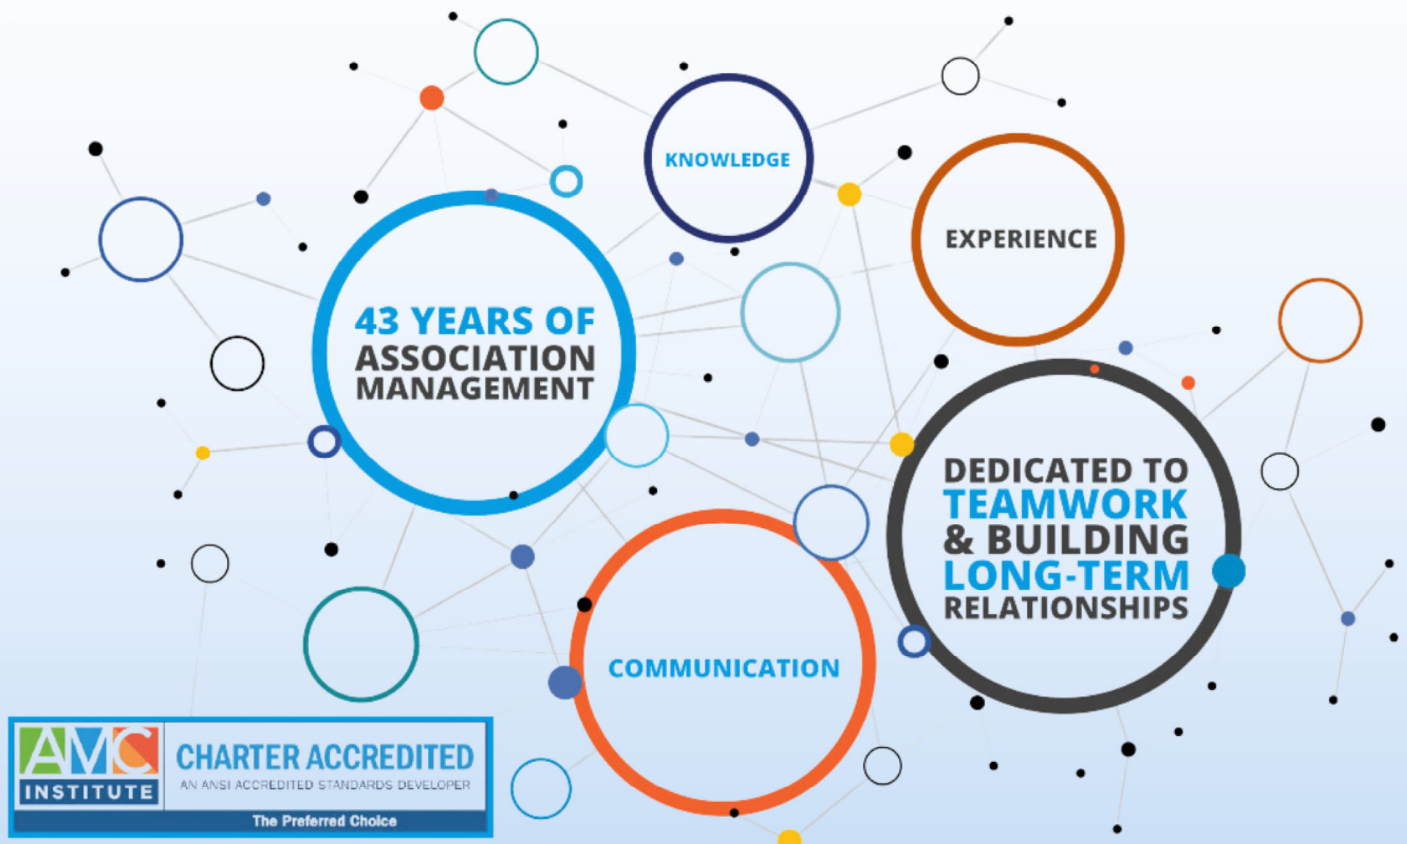 KNOWLEDGE
EXPERIENCE
43 YEARS OF
ASSOCIATION
MANAGEMENT
DEDICATED TO
TEAMWORK
& BUILDING
LONG-TERM
RELATIONSHIPS
COMMUNICATION
AMC
INSTITUTE
CHARTER ACCREDITED
AN ANSI ACCREDITED STANDARDS DEVELOPER
The Preferred Choice